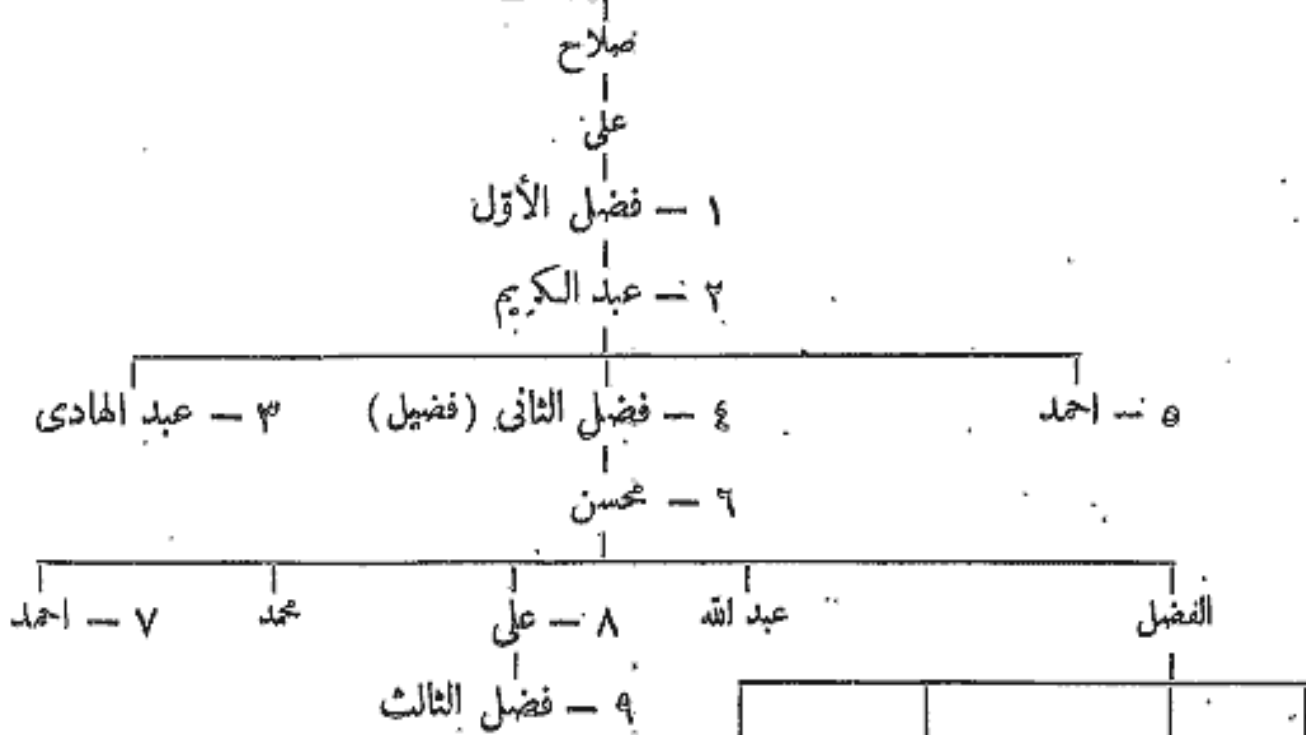 صلاح
على
١ – فضل الأوّل
٢ – عبد الكريم
٥ – احمد ٤ – فضل الثانى (فضيل) ٣ – عبد الهادى
٦ – محسن
الفضل عبد الله ٨ – على محمد ٧ – احمد
٩ – فضل الثالث